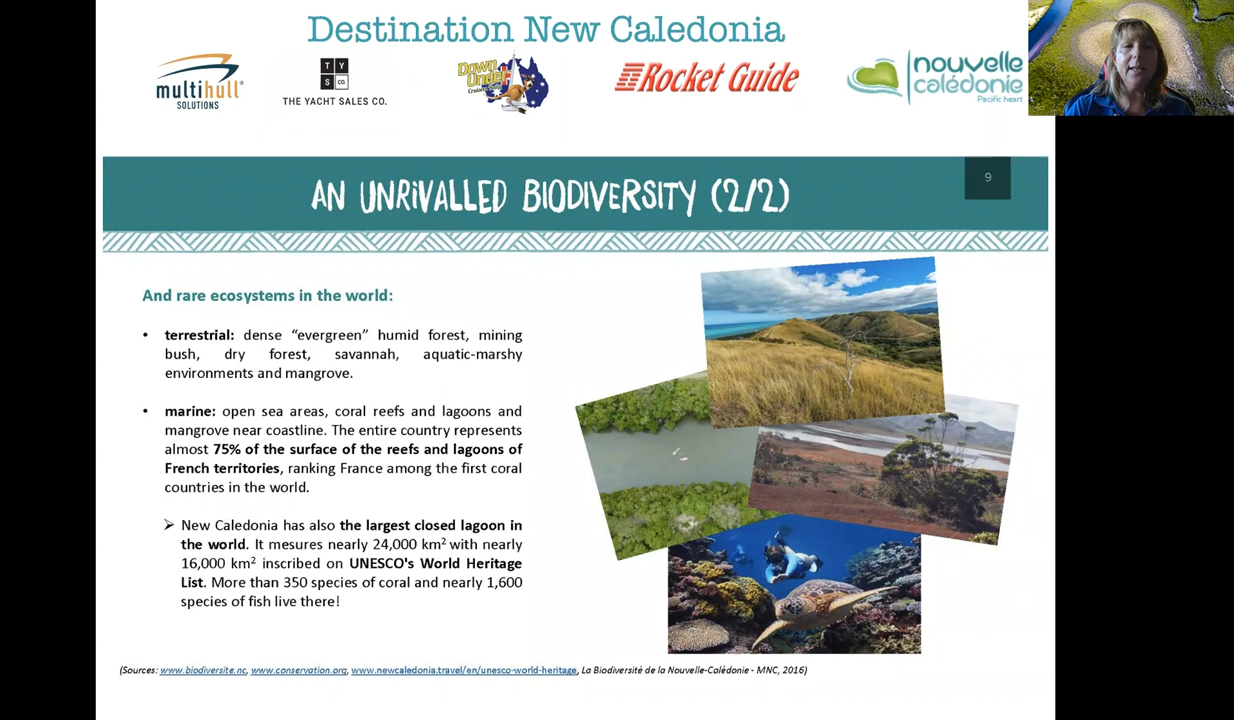 Destination New Caledonia
multihull
SOLUTIONS
T Y
S CO.
THE YACHT SALES CO.
Down
Under
Rocket Guide
nouvelle
calédonie
Pacific heart
AN UNRIVALLED BIODIVERSITY (2/2)
9
And rare ecosystems in the world:
• terrestrial: dense “evergreen” humid forest, mining
bush, dry forest, savannah, aquatic-marshy
environments and mangrove.
• marine: open sea areas, coral reefs and lagoons and
mangrove near coastline. The entire country represents
almost 75% of the surface of the reefs and lagoons of
French territories, ranking France among the first coral
countries in the world.
➢ New Caledonia has also the largest closed lagoon in
the world. It mesures nearly 24,000 km² with nearly
16,000 km² inscribed on UNESCO's World Heritage
List. More than 350 species of coral and nearly 1,600
species of fish live there!
(Sources: www.biodiversite.nc, www.conservation.org, www.newcaledonia.travel/en/unesco-world-heritage, La Biodiversité de la Nouvelle-Calédonie - MNC, 2016)